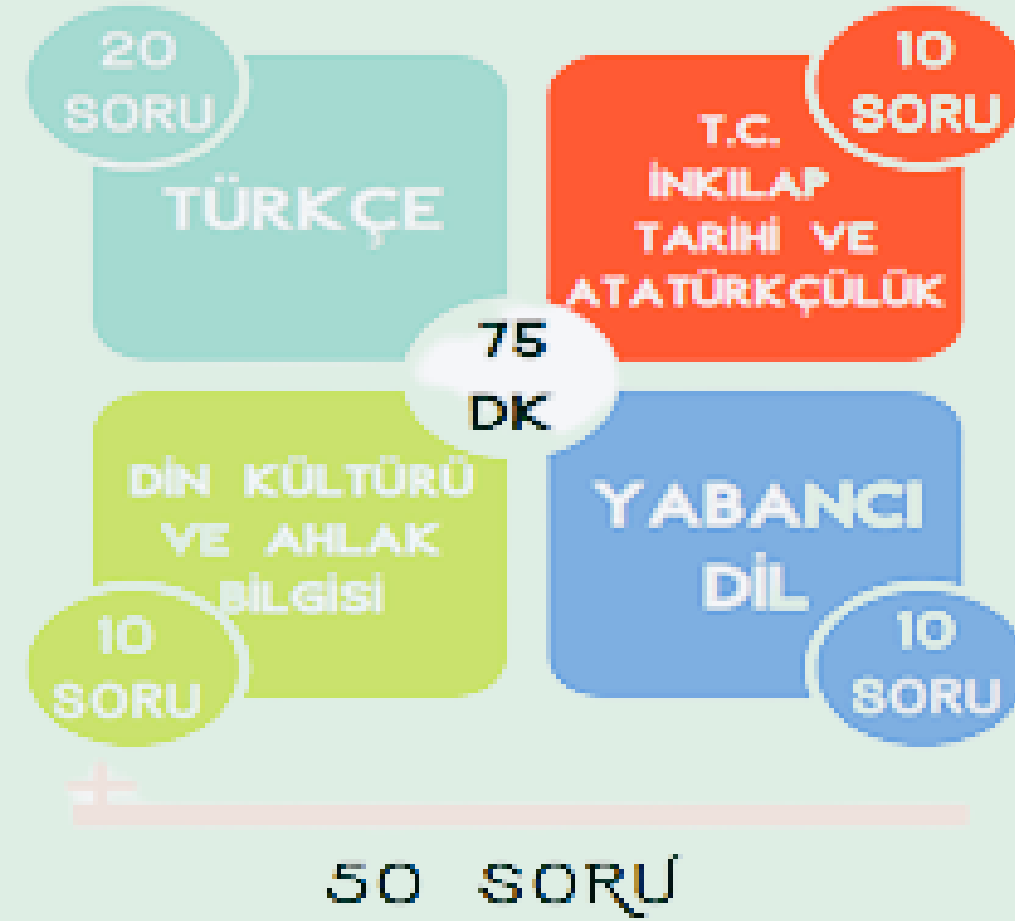 20
SORU
TÜRKÇE
10
SORU
T.C.
İNKILAP
TARİHİ VE
ATATÜRKÇÜLÜK
75
DK
DİN KÜLTÜRÜ
VE AHLAK
BİLGİSİ
10
SORU
YABANCI
DİL
10
SORU
+
50 SORU